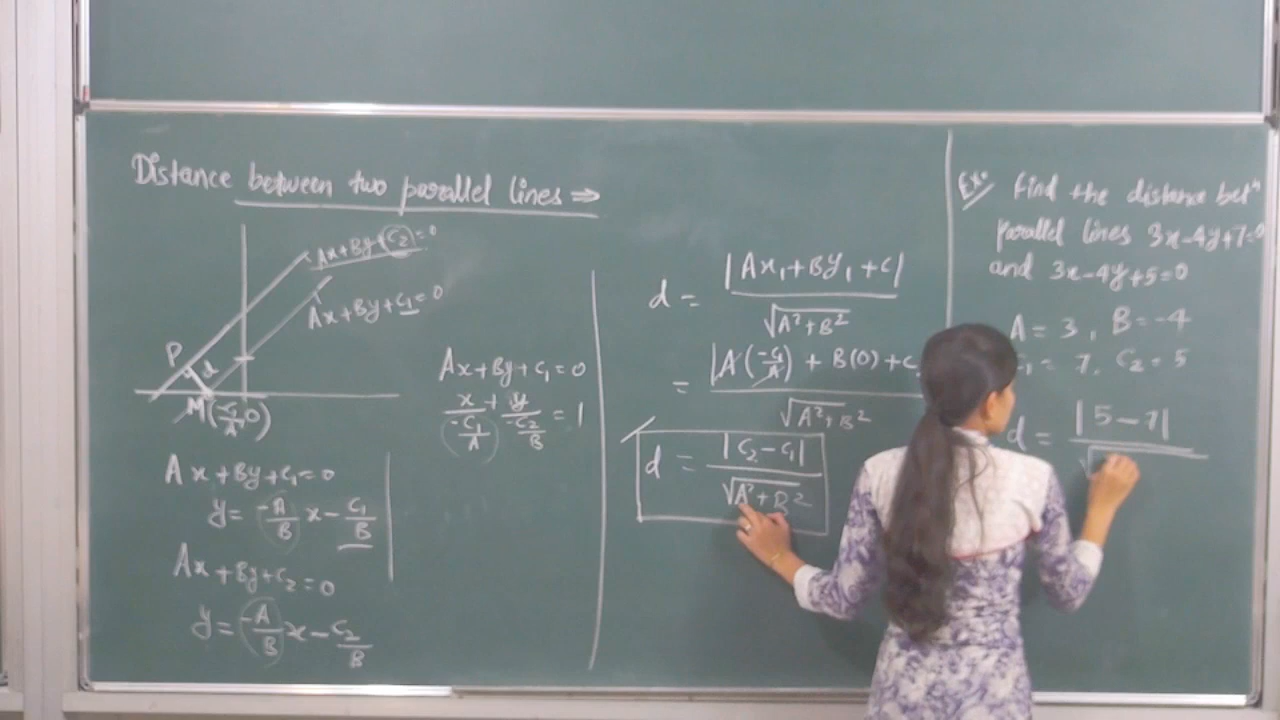 Distance between two parallel lines ⇒
Ax+By+C₂=0
Ax+By+C₁=0
P
d
M(-C₁/A, 0)
Ax+By+C₁=0
y = -A/B x - C₁/B
Ax+By+C₂=0
y = -A/B x - C₂/B
Ax+By+C₁=0
x/(-C₁/A) + y/(-C₂/B) = 1
d = |Ax₁+By₁+C| / √(A²+B²)
= |A(-C₁/A) + B(0) + C / √(A²+B²)
d = |C₂-C₁| / √(A²+B²)
Ex. Find the distance betⁿ
parallel lines 3x-4y+7=0
and 3x-4y+5=0
A = 3, B = -4
C₁ = 7, C₂ = 5
d = |5-7| / √